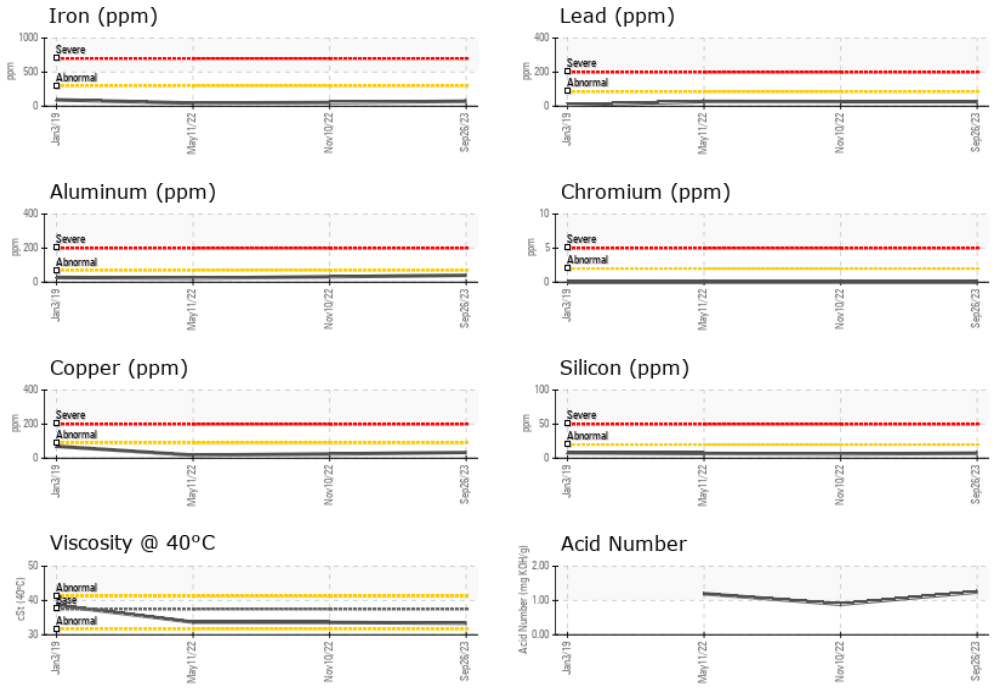 Iron (ppm)
1000
500
0
ppm
Severe
Abnormal
Jan3/19
May11/22
Nov10/22
Sep26/23
Lead (ppm)
400
200
0
ppm
Severe
Abnormal
Jan3/19
May11/22
Nov10/22
Sep26/23
Aluminum (ppm)
400
200
0
ppm
Severe
Abnormal
Jan3/19
May11/22
Nov10/22
Sep26/23
Chromium (ppm)
10
5
0
ppm
Severe
Abnormal
Jan3/19
May11/22
Nov10/22
Sep26/23
Copper (ppm)
400
200
0
ppm
Severe
Abnormal
Jan3/19
May11/22
Nov10/22
Sep26/23
Silicon (ppm)
100
50
0
ppm
Severe
Abnormal
Jan3/19
May11/22
Nov10/22
Sep26/23
Viscosity @ 40°C
50
40
30
cSt (40°C)
Abnormal
Base
Abnormal
Jan3/19
May11/22
Nov10/22
Sep26/23
Acid Number
2.00
1.00
0.00
Acid Number (mg KOH/g)
Jan3/19
May11/22
Nov10/22
Sep26/23